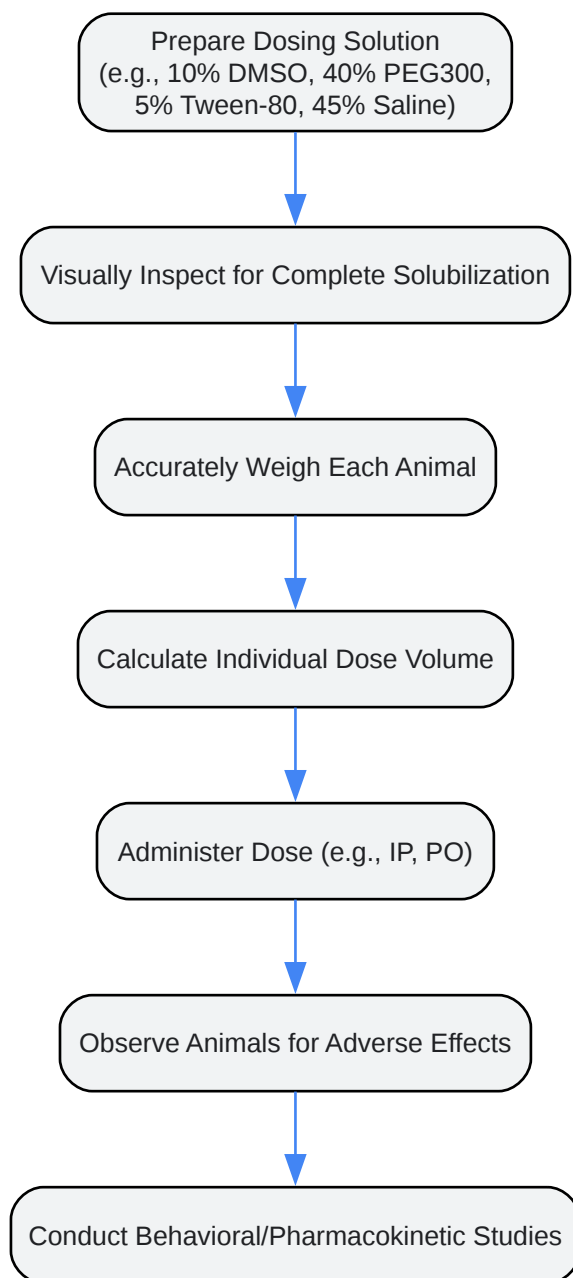 Prepare Dosing Solution
(e.g., 10% DMSO, 40% PEG300,
5% Tween-80, 45% Saline)
Visually Inspect for Complete Solubilization
Accurately Weigh Each Animal
Calculate Individual Dose Volume
Administer Dose (e.g., IP, PO)
Observe Animals for Adverse Effects
Conduct Behavioral/Pharmacokinetic Studies